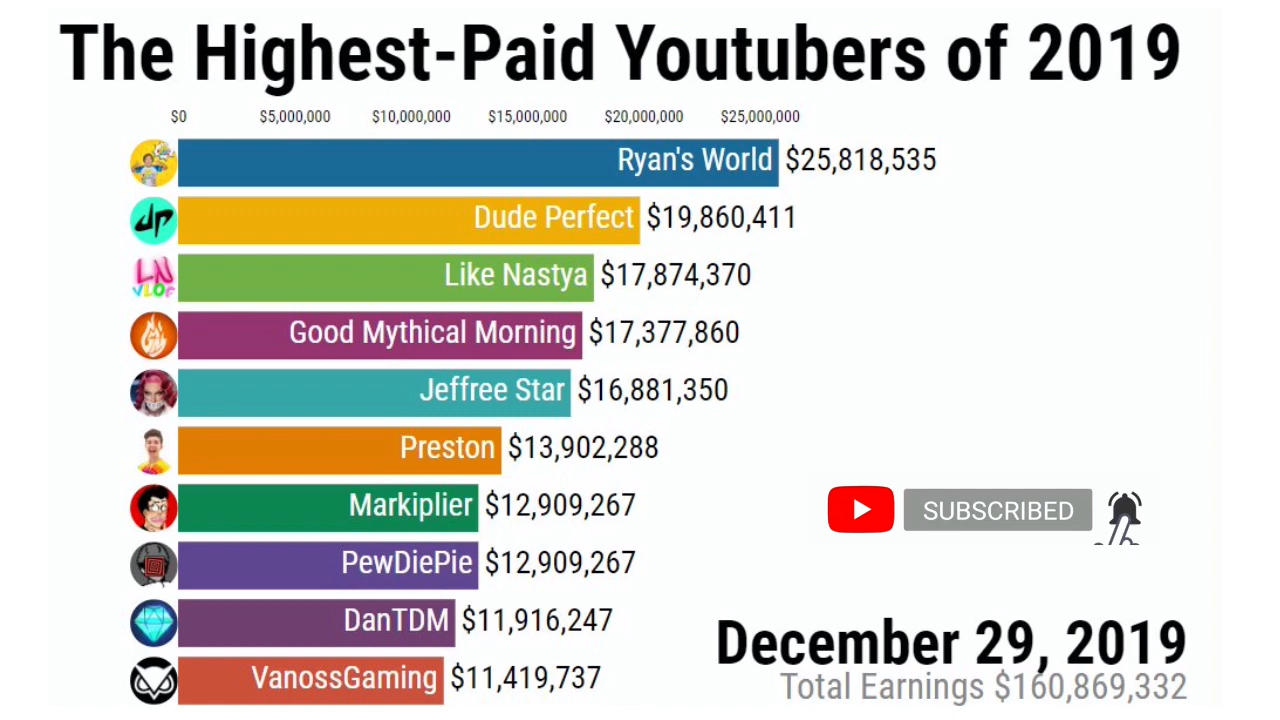 The Highest-Paid Youtubers of 2019
$0 $5,000,000 $10,000,000 $15,000,000 $20,000,000 $25,000,000
Ryan's World $25,818,535
dp Dude Perfect $19,860,411
LN Like Nastya $17,874,370
VLOG
Good Mythical Morning $17,377,860
Jeffree Star $16,881,350
Preston $13,902,288
Markiplier $12,909,267
SUBSCRIBED
PewDiePie $12,909,267
DanTDM $11,916,247
December 29, 2019
VanossGaming $11,419,737
Total Earnings $160,869,332